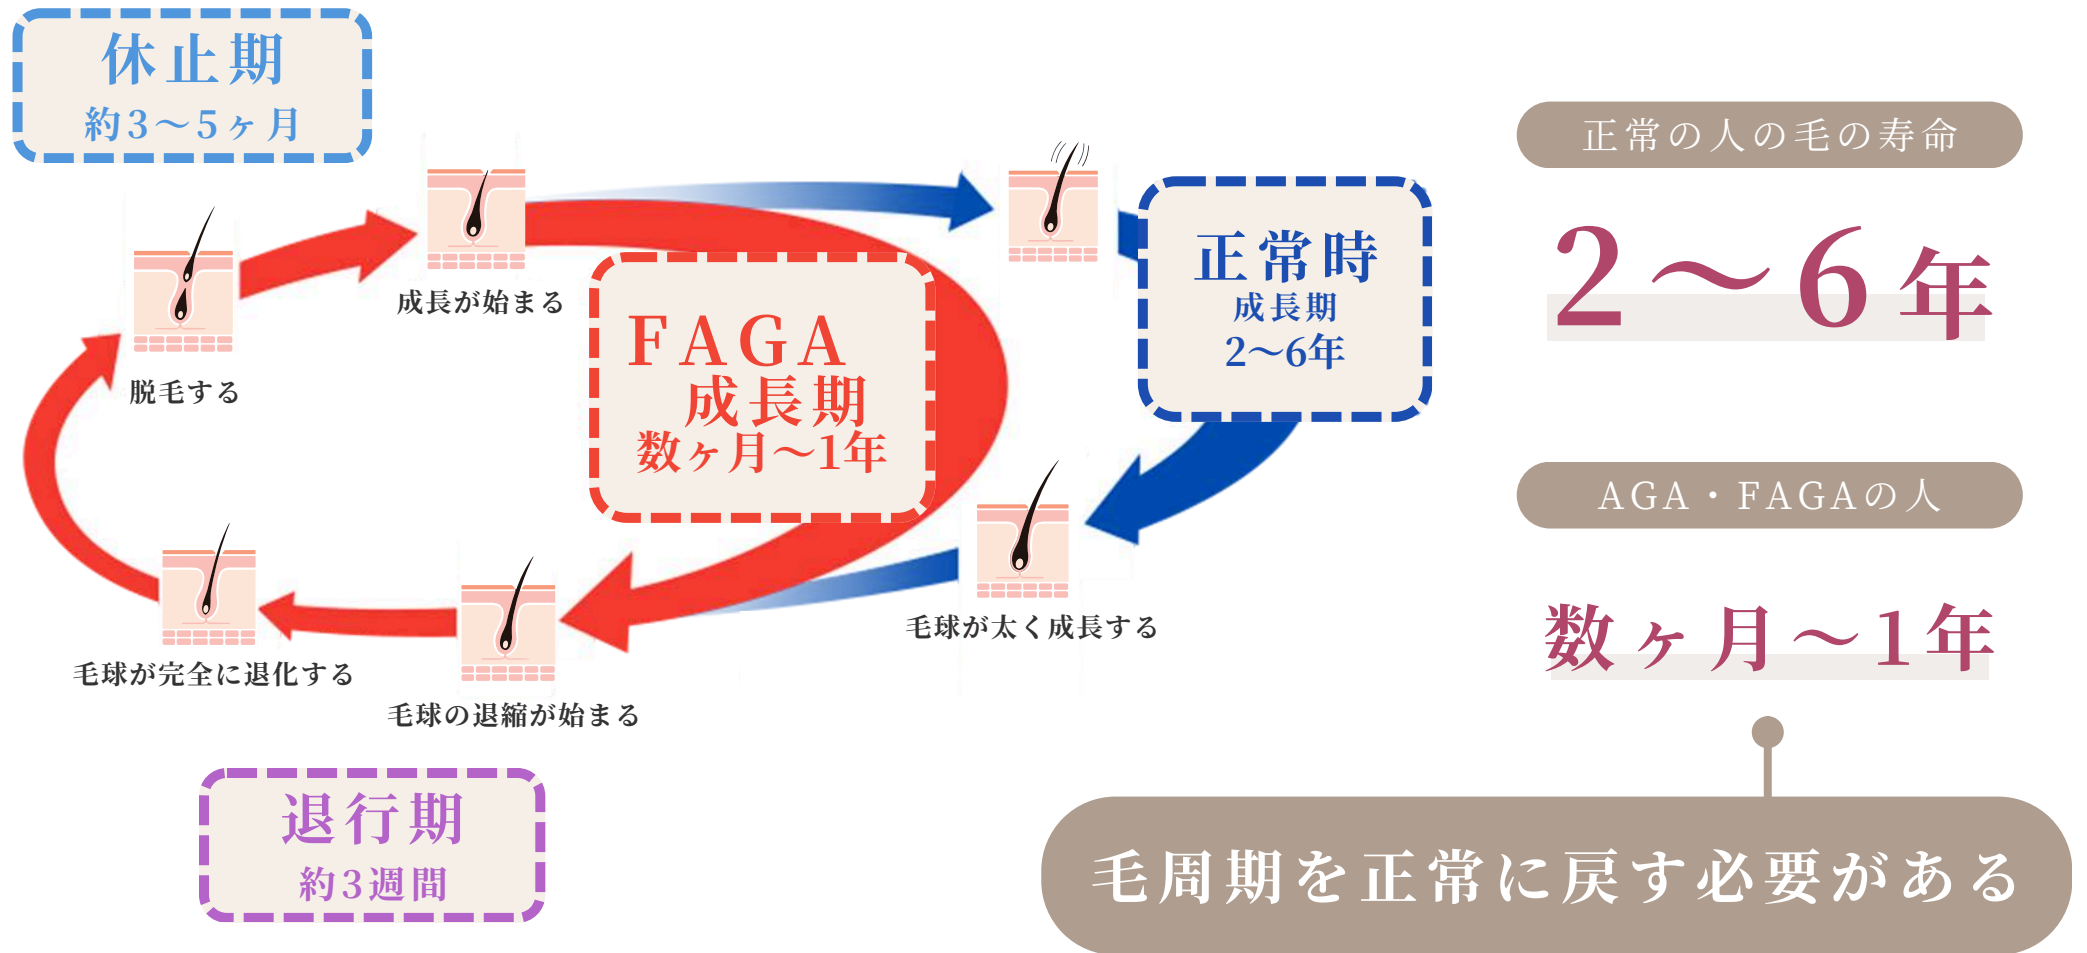 休止期
約3〜5ヶ月
成長が始まる
脱毛する
FAGA
成長期
数ヶ月〜1年
正常時
成長期
2〜6年
毛球が太く成長する
毛球の退縮が始まる
毛球が完全に退化する
退行期
約3週間
正常の人の毛の寿命
2〜6年
AGA・FAGAの人
数ヶ月〜1年
毛周期を正常に戻す必要がある